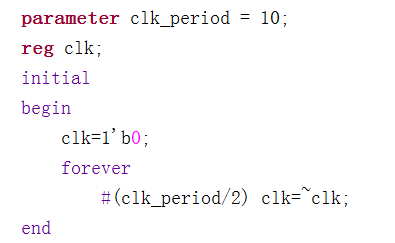 parameter clk_period = 10;
reg clk;
initial
begin
    clk=1'b0;
    forever
        #(clk_period/2) clk=~clk;
end